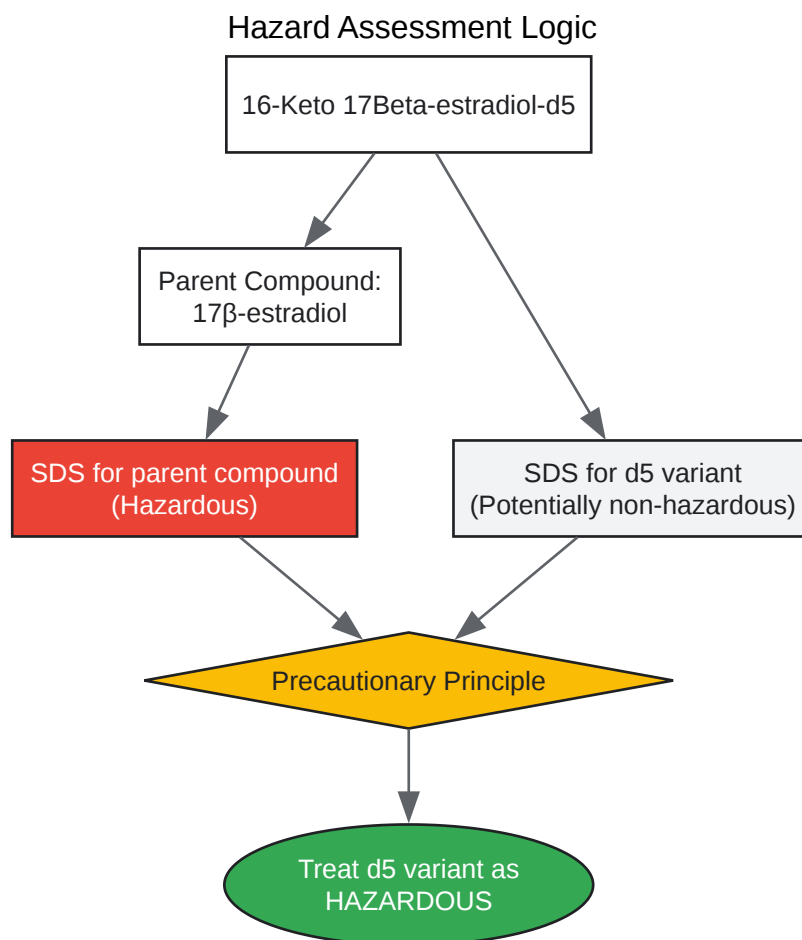 Hazard Assessment Logic
16-Keto 17Beta-estradiol-d5
Parent Compound:
17β-estradiol
SDS for parent compound
(Hazardous)
SDS for d5 variant
(Potentially non-hazardous)
Precautionary Principle
Treat d5 variant as
HAZARDOUS